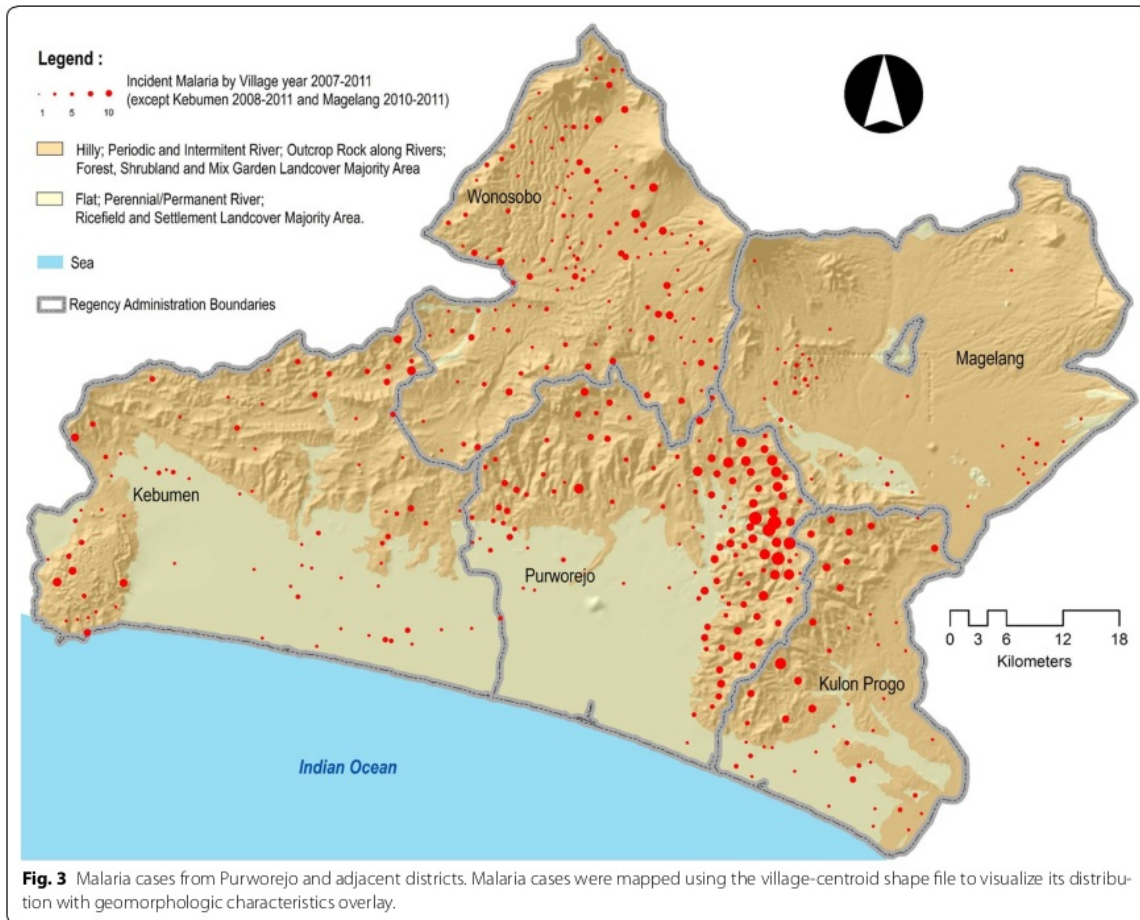 Legend :
Incident Malaria by Village year 2007-2011
(except Kebumen 2008-2011 and Magelang 2010-2011)
1 5 10
Hilly; Periodic and Intermitent River; Outcrop Rock along Rivers;
Forest, Shrubland and Mix Garden Landcover Majority Area
Flat; Perennial/Permanent River;
Ricefield and Settlement Landcover Majority Area.
Sea
Regency Administration Boundaries
Wonosobo
Magelang
Kebumen
Purworejo
Kulon Progo
0 3 6 12 18
Kilometers
Indian Ocean
Fig. 3 Malaria cases from Purworejo and adjacent districts. Malaria cases were mapped using the village-centroid shape file to visualize its distribu-
tion with geomorphologic characteristics overlay.